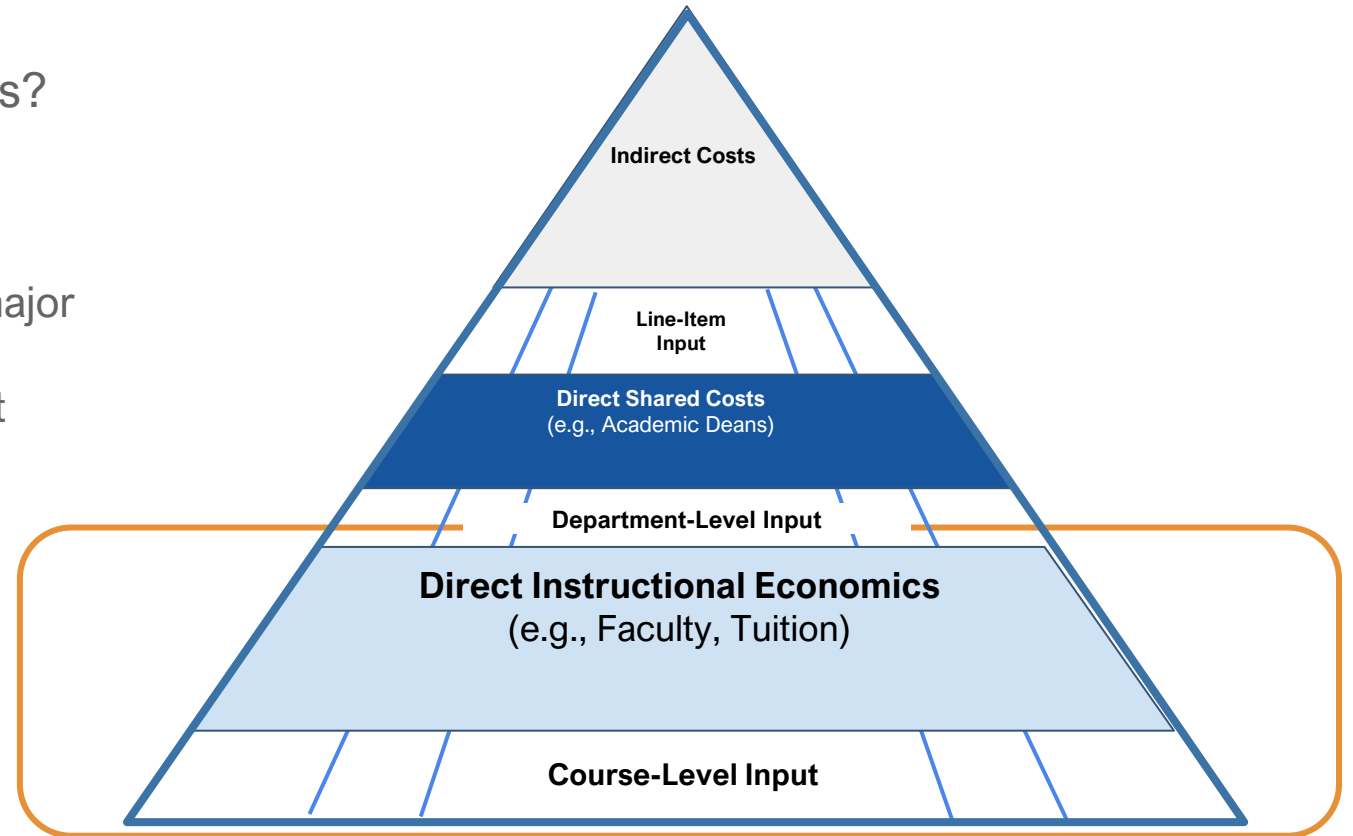 s?
Indirect Costs
ajor
Line-Item
Input
t
Direct Shared Costs
(e.g., Academic Deans)
Department-Level Input
Direct Instructional Economics
(e.g., Faculty, Tuition)
Course-Level Input